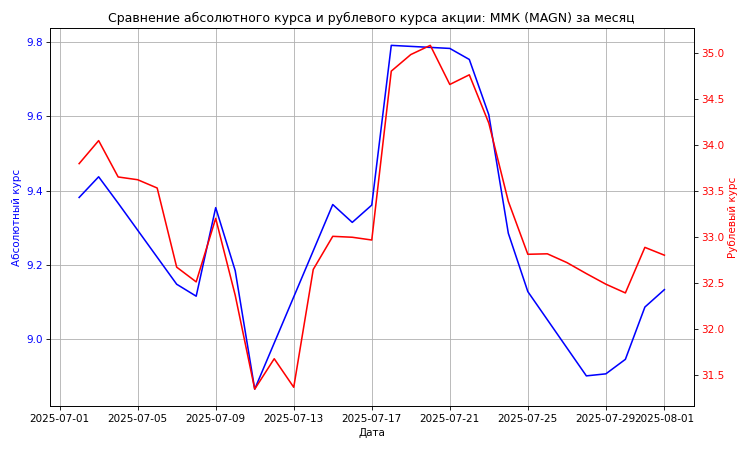 Сравнение абсолютного курса и рублевого курса акции: ММК (MAGN) за месяц
9.8
9.6
9.4
9.2
9.0
Абсолютный курс
35.0
34.5
34.0
33.5
33.0
32.5
32.0
31.5
Рублевый курс
2025-07-01 2025-07-05 2025-07-09 2025-07-13 2025-07-17 2025-07-21 2025-07-25 2025-07-29 2025-08-01
Дата